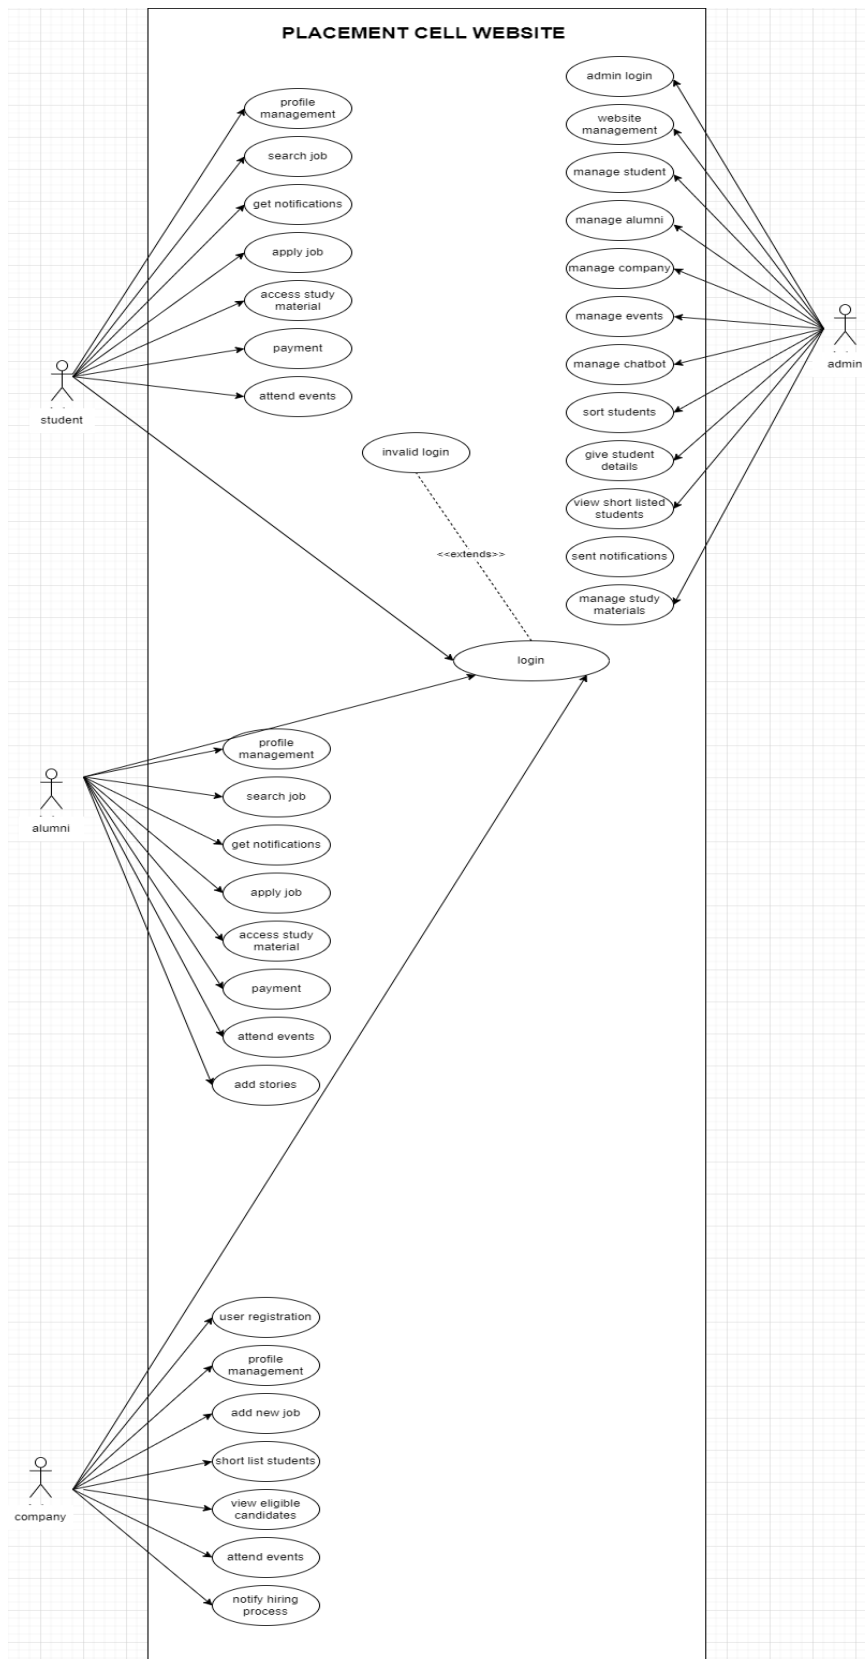 PLACEMENT CELL WEBSITE
profile
management
search job
get notifications
apply job
access study
material
payment
attend events
student
admin login
website
management
manage student
manage alumni
manage company
manage events
manage chatbot
sort students
give student
details
view short listed
students
sent notifications
manage study
materials
admin
invalid login
<<extends>>
login
profile
management
search job
get notifications
apply job
access study
material
payment
attend events
add stories
alumni
user registration
profile
management
add new job
short list students
view eligible
candidates
attend events
notify hiring
process
company